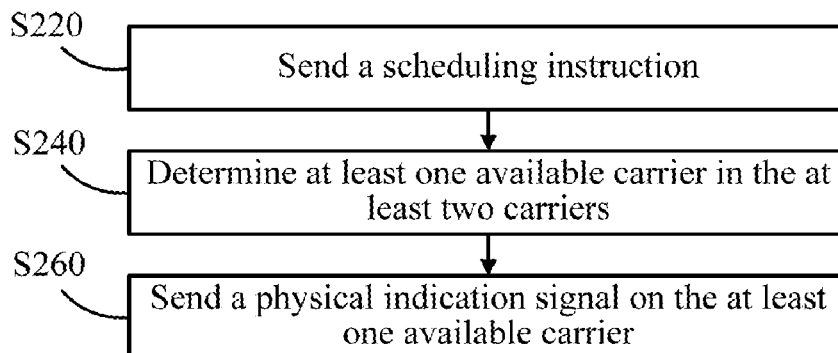 S220
Send a scheduling instruction
S240
Determine at least one available carrier in the at
least two carriers
S260
Send a physical indication signal on the at least
one available carrier